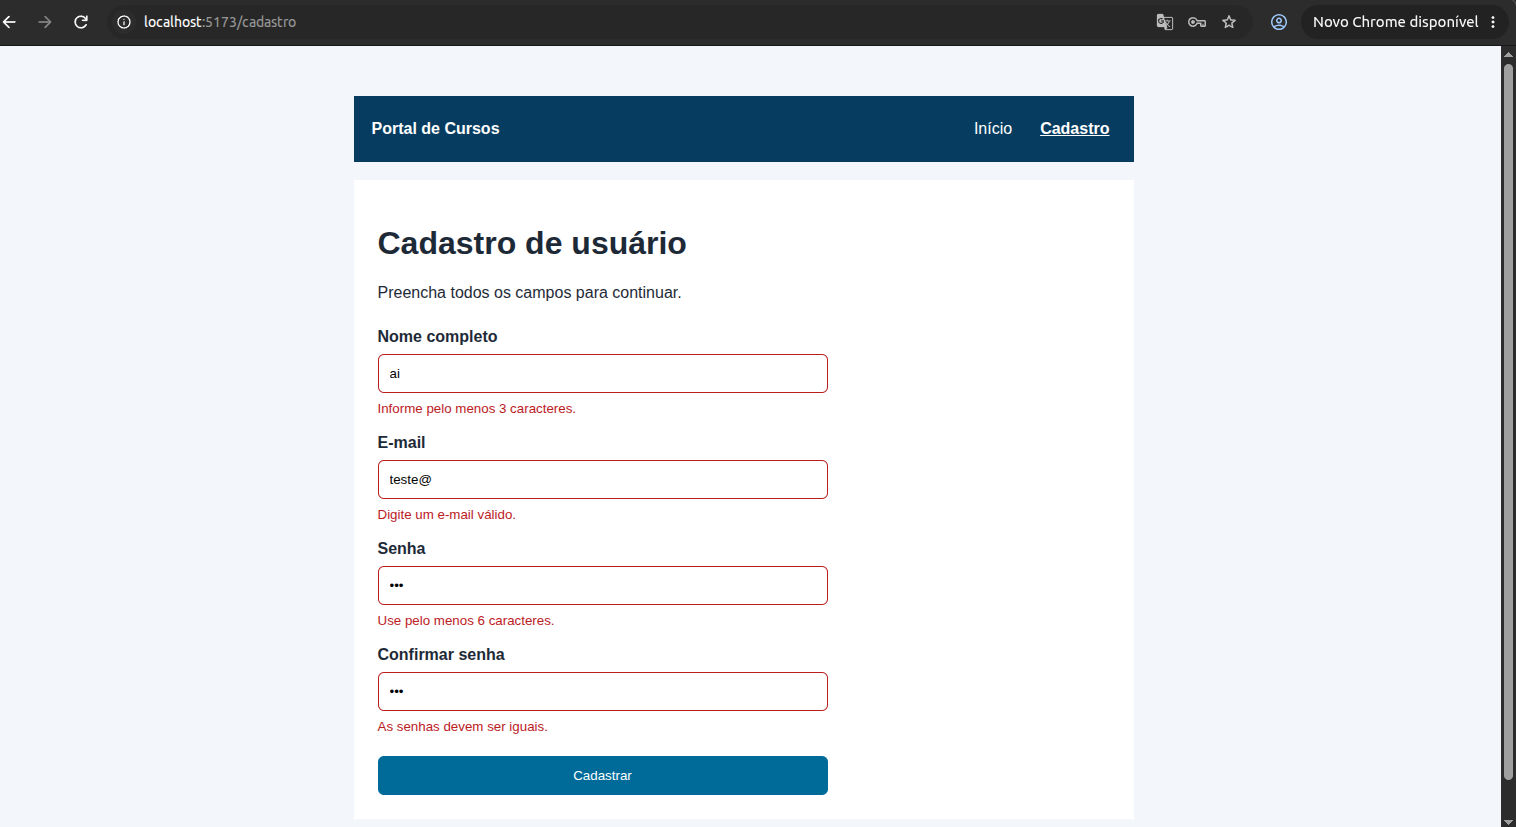 localhost:5173/cadastro
Novo Chrome disponível
Portal de Cursos
Início
Cadastro
Cadastro de usuário
Preencha todos os campos para continuar.
Nome completo
ai
Informe pelo menos 3 caracteres.
E-mail
teste@
Digite um e-mail válido.
Senha
•••
Use pelo menos 6 caracteres.
Confirmar senha
•••
As senhas devem ser iguais.
Cadastrar